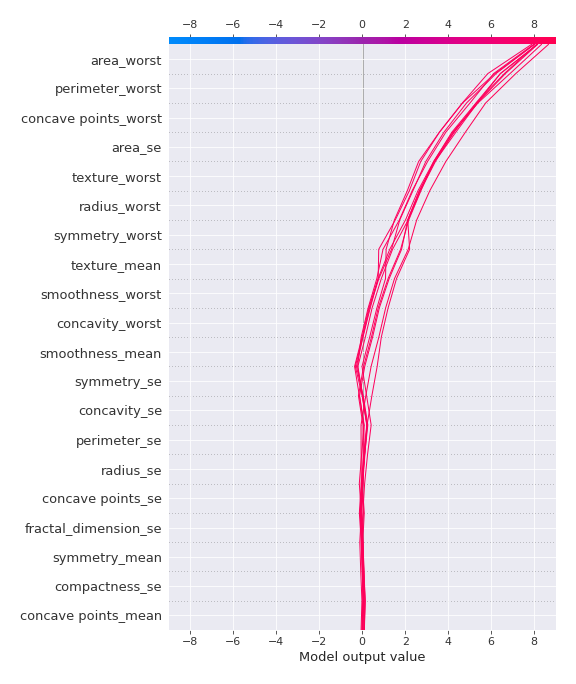 −8 −6 −4 −2 0 2 4 6 8
area_worst
perimeter_worst
concave points_worst
area_se
texture_worst
radius_worst
symmetry_worst
texture_mean
smoothness_worst
concavity_worst
smoothness_mean
symmetry_se
concavity_se
perimeter_se
radius_se
concave points_se
fractal_dimension_se
symmetry_mean
compactness_se
concave points_mean
−8 −6 −4 −2 0 2 4 6 8
Model output value